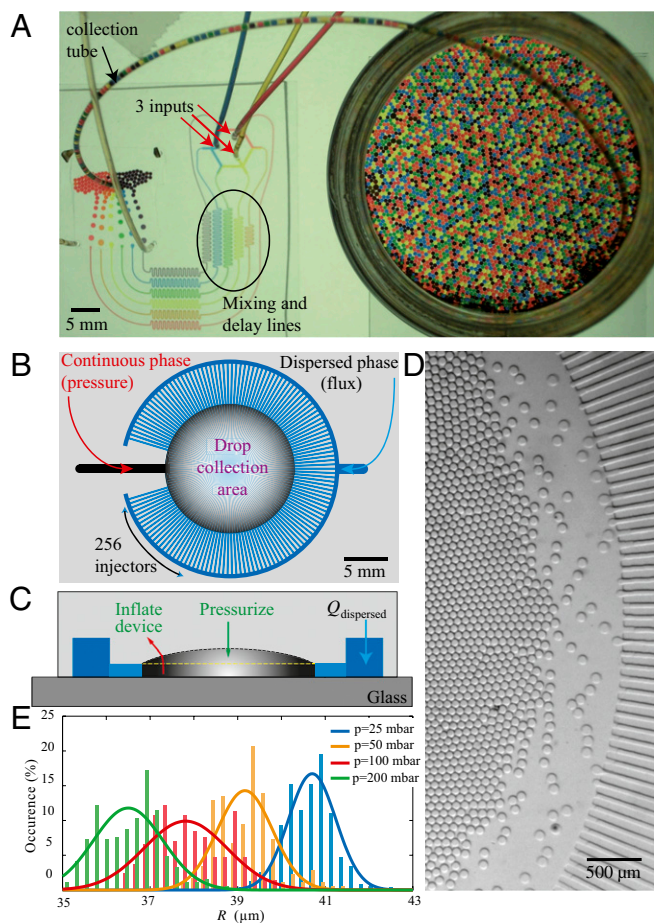 A
collection
tube
3 inputs
Mixing and
delay lines
5 mm
B
Continuous phase
(pressure)
Dispersed phase
(flux)
Drop
collection
area
256
injectors
5 mm
C
Inflate
device
Pressurize
Qdispersed
Glass
D
500 µm
E
25
20
15
10
5
0
Occurence (%)
p=25 mbar
p=50 mbar
p=100 mbar
p=200 mbar
35 37 39 41 43
R (µm)